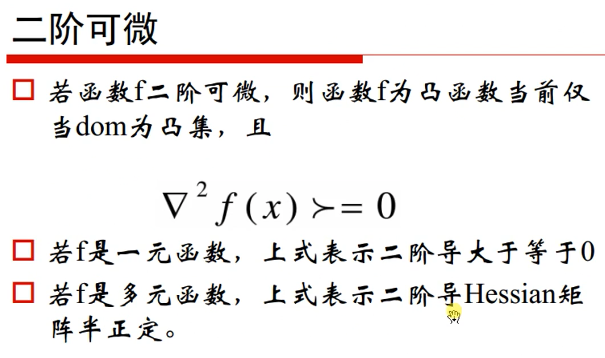 二阶可微
若函数f二阶可微，则函数f为凸函数当前仅
当dom为凸集，且
∇² f (x) ≻= 0
若f是一元函数，上式表示二阶导大于等于0
若f是多元函数，上式表示二阶导Hessian矩
阵半正定。